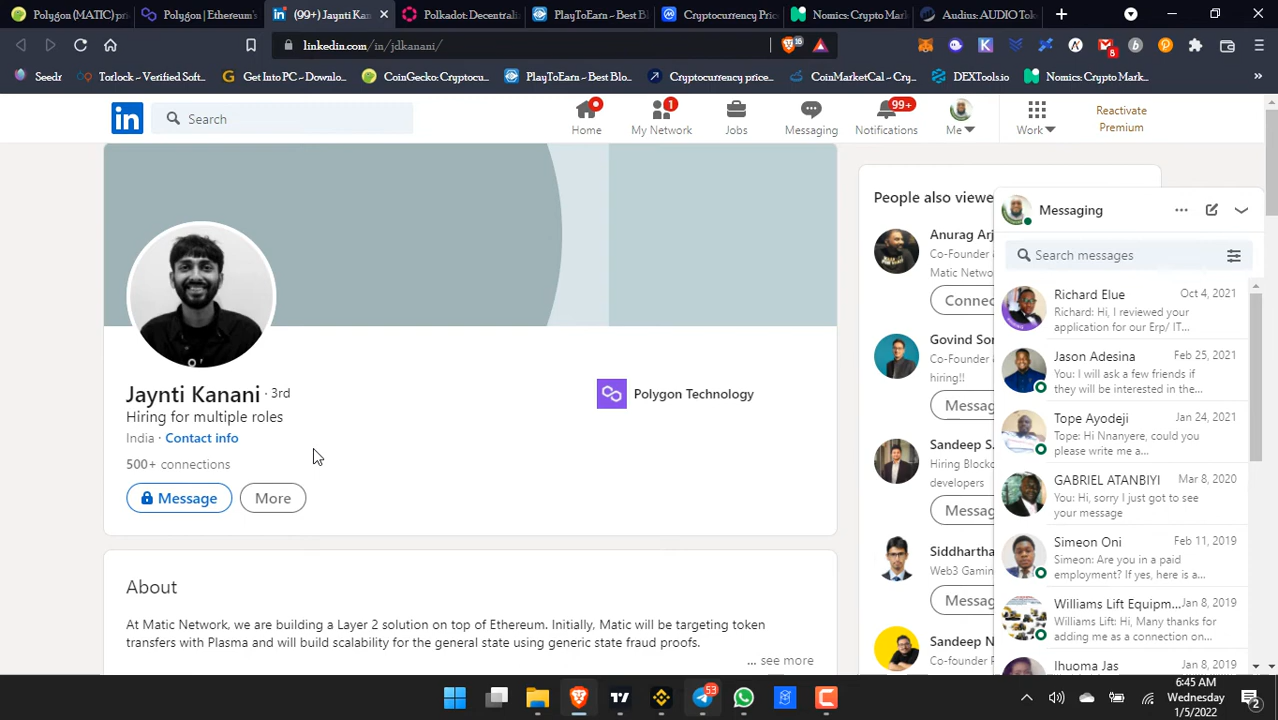 Polygon (MATIC) pr
Polygon | Ethereum's
(99+) Jaynti Kan
Polkadot: Decentrali
PlayToEarn - Best Bl
Cryptocurrency Pric
Nomics: Crypto Mark
Audius: AUDIO Tok
linkedin.com/in/jdkanani/
16
8
Seedr
Torlock - Verified Soft...
Get Into PC - Downlo...
CoinGecko: Cryptocu...
PlayToEarn - Best Blo...
Cryptocurrency price...
CoinMarketCal - Cry...
DEXTools.io
Nomics: Crypto Mark...
in
Search
Home
1
My Network
Jobs
Messaging
99+
Notifications
Me
Work
Reactivate
Premium
Jaynti Kanani · 3rd
Hiring for multiple roles
India · Contact info
500+ connections
Message
More
Polygon Technology
About
At Matic Network, we are building a Layer 2 solution on top of Ethereum. Initially, Matic will be targeting token
transfers with Plasma and will build scalability for the general state using generic state fraud proofs.
... see more
People also viewe
Anurag Arj
Co-Founder &
Matic Networ
Connec
Govind Sor
Co-Founder &
hiring!!
Messag
Sandeep S.
Hiring Blockc
developers
Messag
Siddhartha
Web3 Gamin
Messag
Sandeep N
Co-founder
Messaging
Search messages
Richard Elue Oct 4, 2021
Richard: Hi, I reviewed your
application for our Erp/ IT...
Jason Adesina Feb 25, 2021
You: I will ask a few friends if
they will be interested in the...
Tope Ayodeji Jan 24, 2021
Tope: Hi Nnanyere, could you
please write me a...
GABRIEL ATANBIYI Mar 8, 2020
You: Hi, sorry I just got to see
your message
Simeon Oni Feb 11, 2019
Simeon: Are you in a paid
employment? If yes, here is a...
Williams Lift Equipm... Jan 8, 2019
Williams Lift: Hi, Many thanks for
adding me as a connection on
Ihuoma Jas Jan 8, 2019
53
6:45 AM
Wednesday
1/5/2022
2